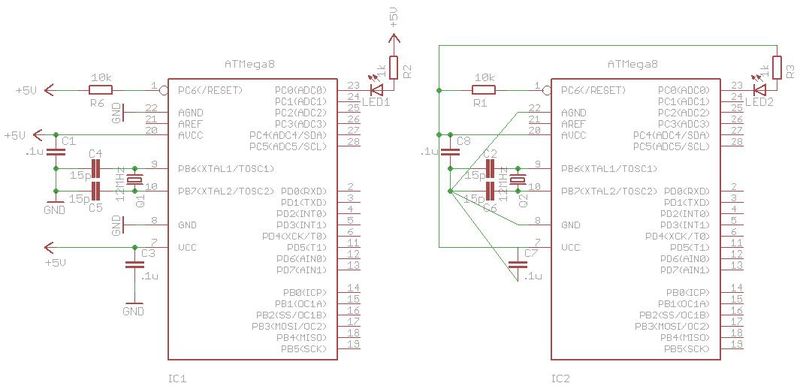 +5V
ATMega8
1k
R2
+5V
10k
R6
1
PC6(/RESET)
PC0(ADC0)
23
LED1
GND
22
AGND
PC1(ADC1)
24
21
AREF
PC2(ADC2)
25
+5V
20
AVCC
PC3(ADC3)
26
PC4(ADC4/SDA)
27
PC5(ADC5/SCL)
28
C1
.1u
C4
15p
12MHz
9
PB6(XTAL1/TOSC1)
15p
C5
Q1
10
PB7(XTAL2/TOSC2)
GND
PD0(RXD)
2
PD1(TXD)
3
PD2(INT0)
4
GND
8
GND
PD3(INT1)
5
PD4(XCK/T0)
6
+5V
7
VCC
PD5(T1)
11
C3
.1u
PD6(AIN0)
12
PD7(AIN1)
13
GND
PB0(ICP)
14
PB1(OC1A)
15
PB2(SS/OC1B)
16
PB3(MOSI/OC2)
17
PB4(MISO)
18
PB5(SCK)
19
IC1
ATMega8
1k
R3
10k
R1
1
PC6(/RESET)
PC0(ADC0)
23
LED2
22
AGND
PC1(ADC1)
24
21
AREF
PC2(ADC2)
25
20
AVCC
PC3(ADC3)
26
PC4(ADC4/SDA)
27
PC5(ADC5/SCL)
28
C8
.1u
C2
15p
12MHz
9
PB6(XTAL1/TOSC1)
15p
C6
Q2
10
PB7(XTAL2/TOSC2)
PD0(RXD)
2
PD1(TXD)
3
PD2(INT0)
4
8
GND
PD3(INT1)
5
PD4(XCK/T0)
6
7
VCC
PD5(T1)
11
C7
.1u
PD6(AIN0)
12
PD7(AIN1)
13
PB0(ICP)
14
PB1(OC1A)
15
PB2(SS/OC1B)
16
PB3(MOSI/OC2)
17
PB4(MISO)
18
PB5(SCK)
19
IC2